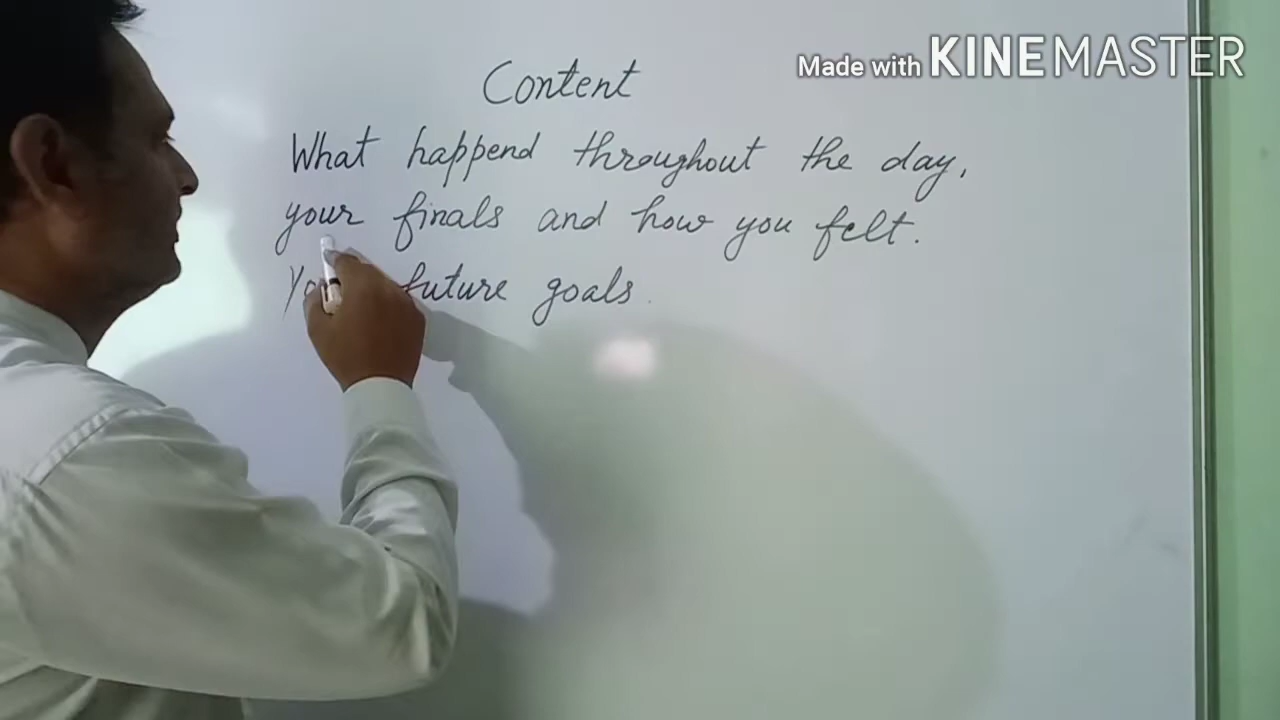 Made with KINEMASTER
Content
What happend throughout the day,
your finals and how you felt.
future goals.